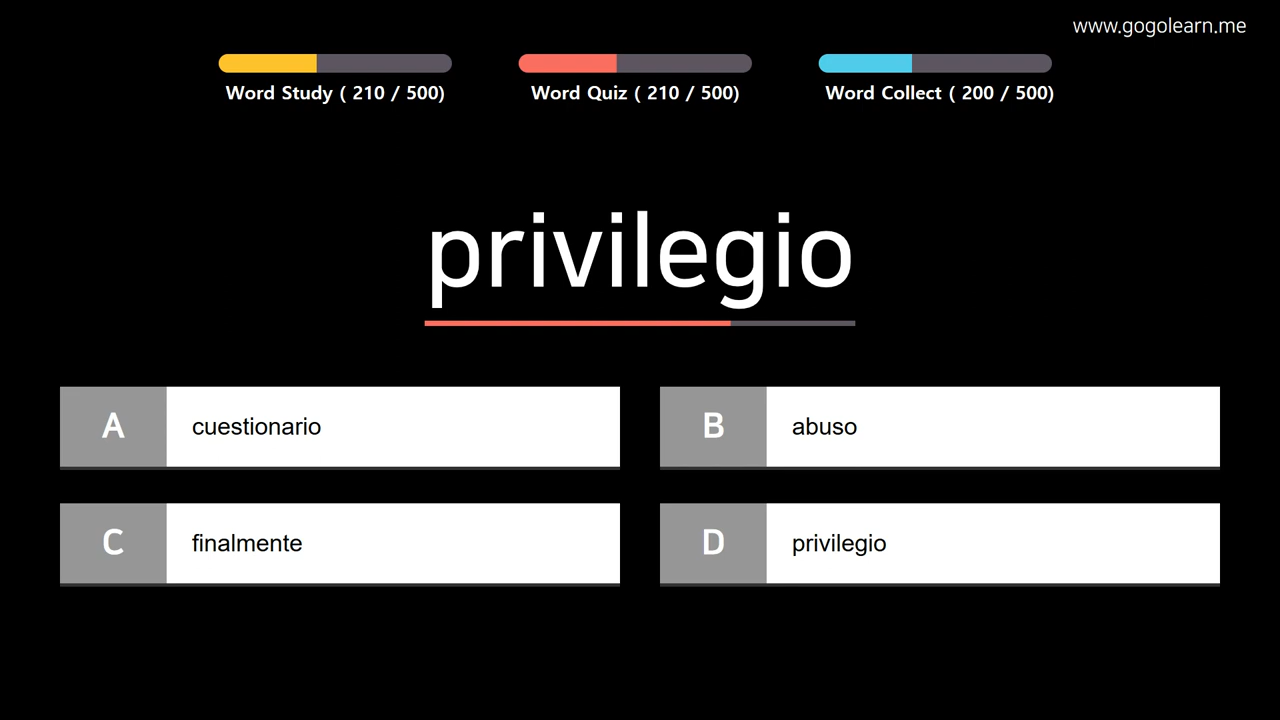 www.gogolearn.me
Word Study ( 210 / 500)
Word Quiz ( 210 / 500)
Word Collect ( 200 / 500)
privilegio
A cuestionario
B abuso
C finalmente
D privilegio